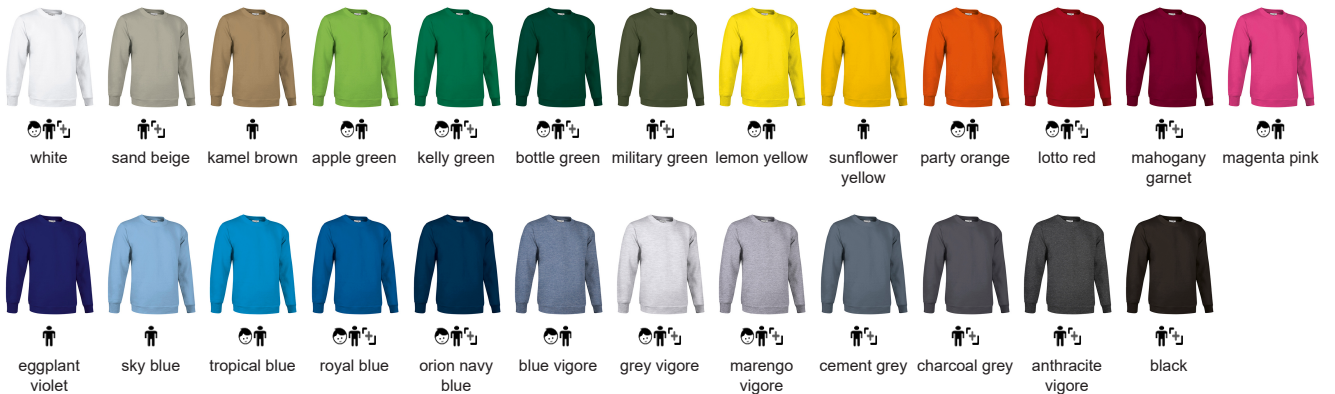 white
sand beige
kamel brown
apple green
kelly green
bottle green
military green
lemon yellow
sunflower
yellow
party orange
lotto red
mahogany
garnet
magenta pink
eggplant
violet
sky blue
tropical blue
royal blue
orion navy
blue
blue vigore
grey vigore
marengo
vigore
cement grey
charcoal grey
anthracite
vigore
black